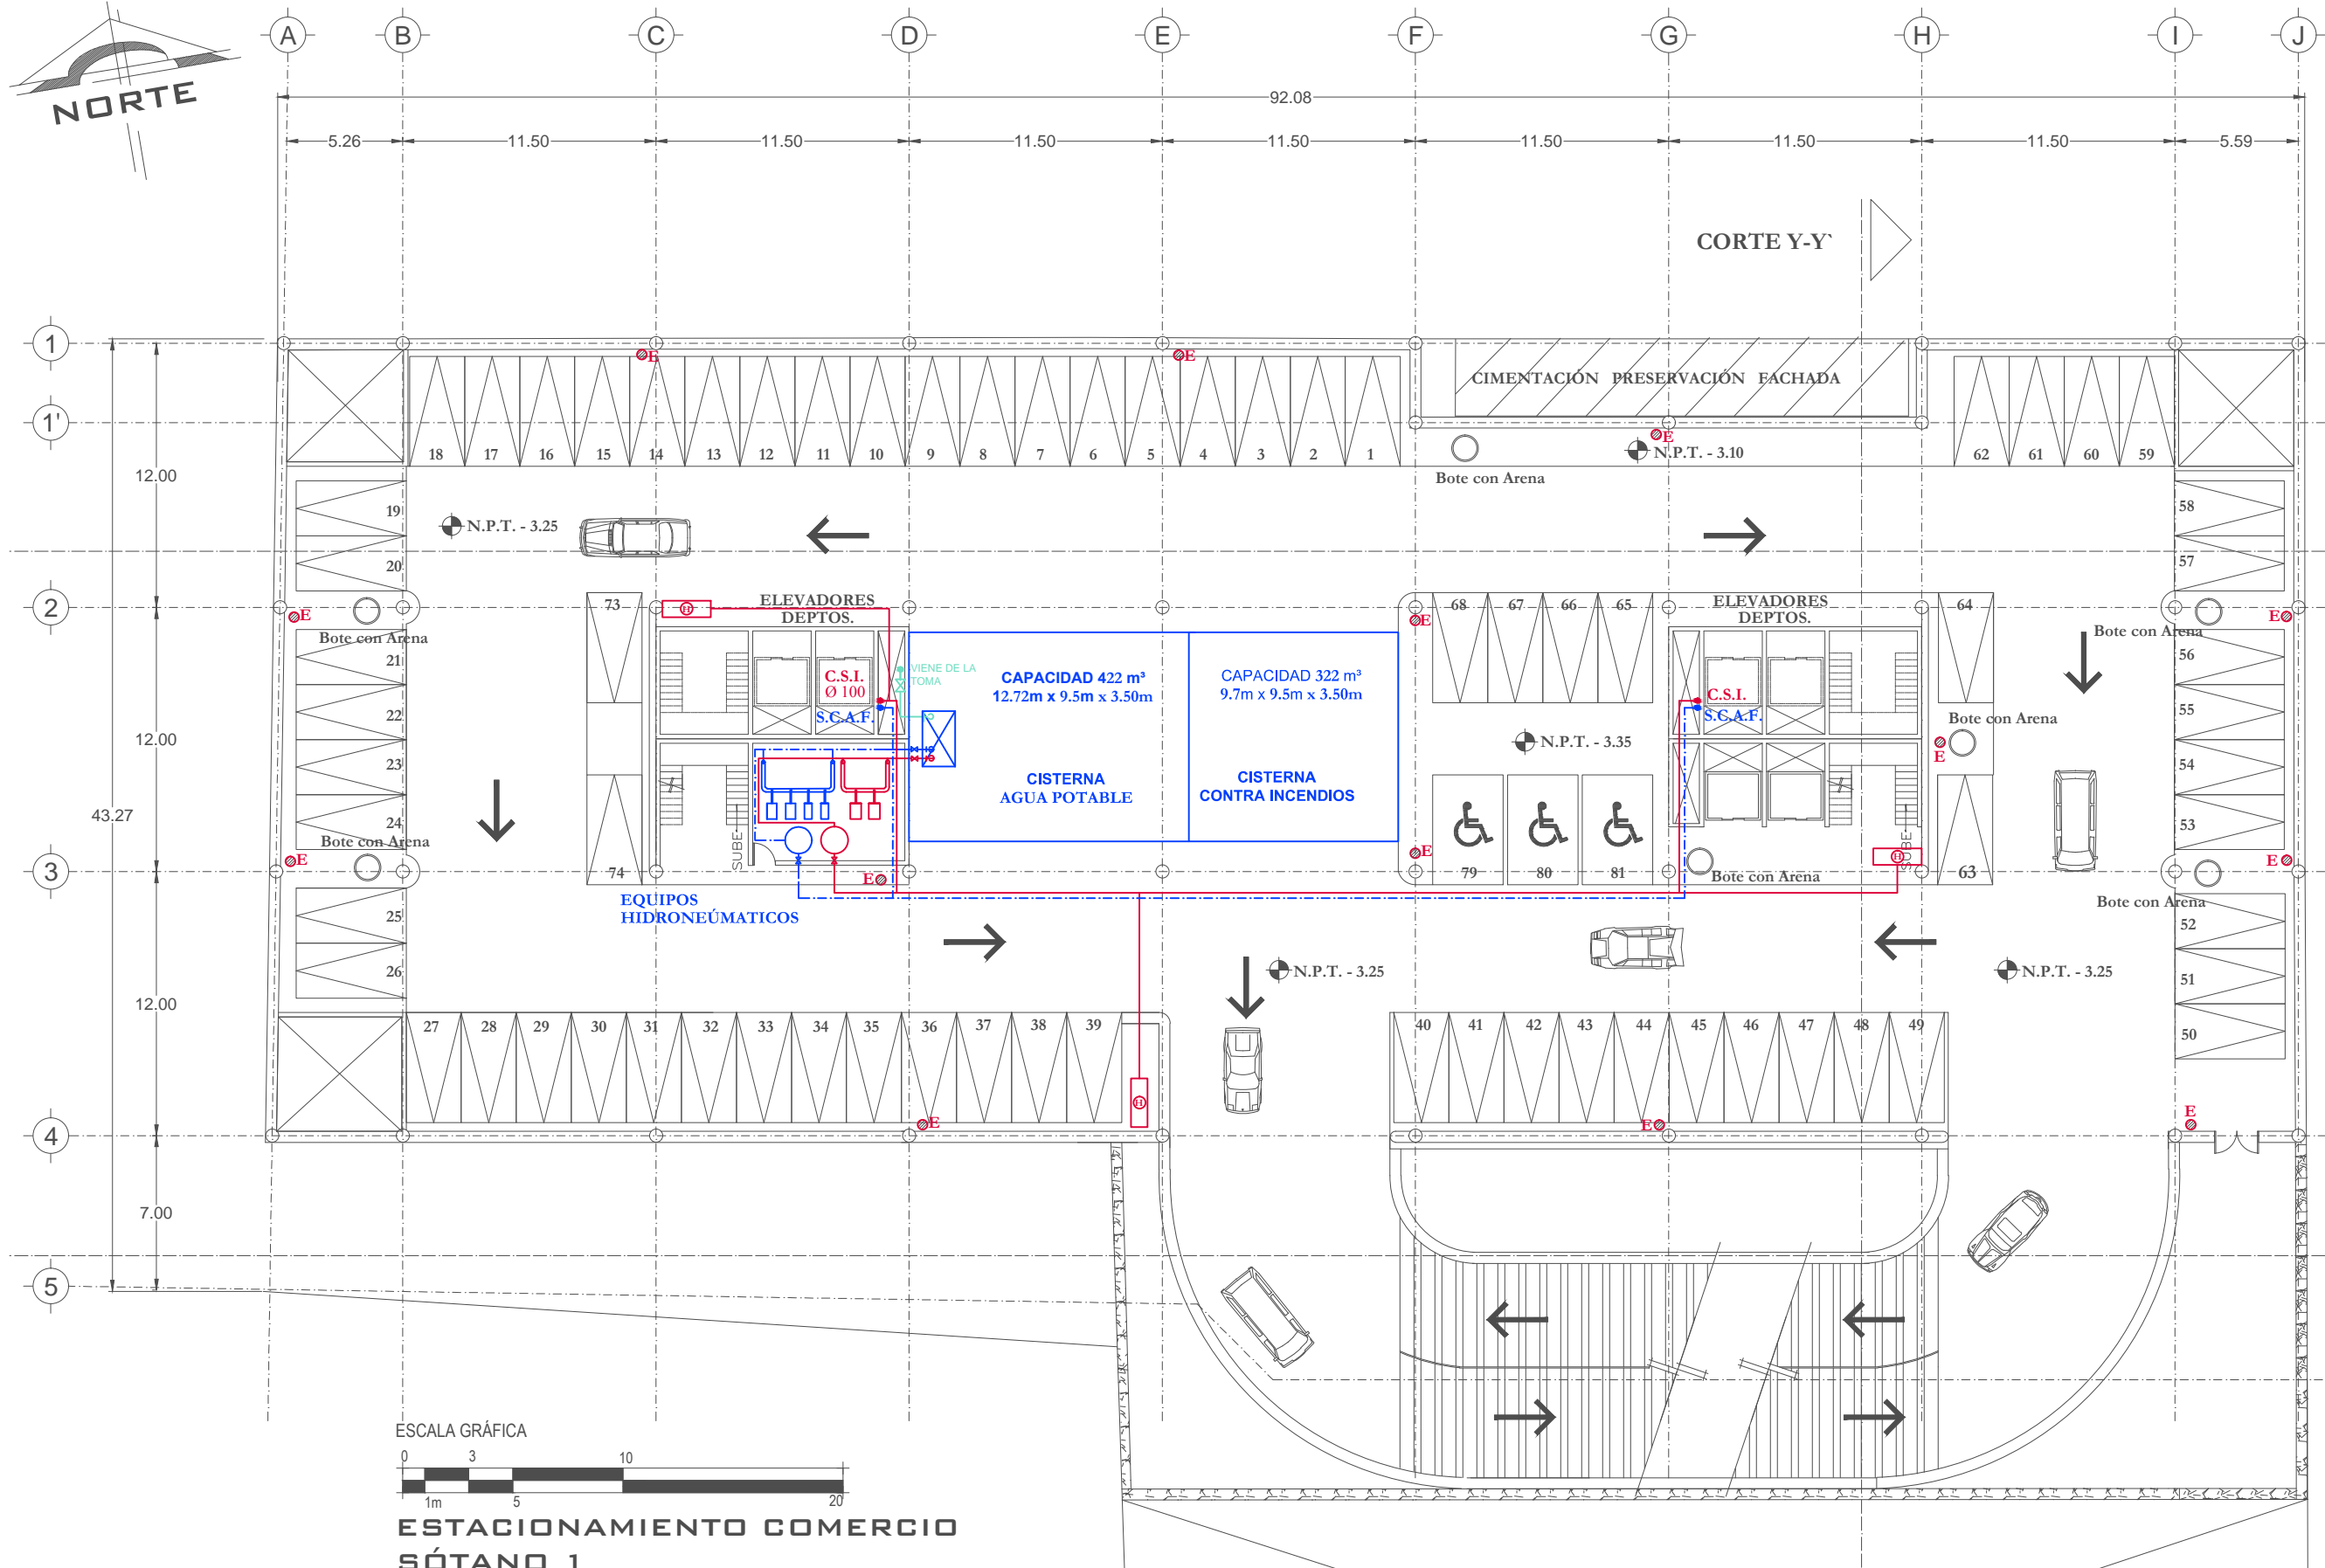 NORTE
A B C D E F G H I J
92.08
5.26 11.50 11.50 11.50 11.50 11.50 11.50 11.50 5.59
CORTE Y-Y`
1
E E
CIMENTACIÓN PRESERVACIÓN FACHADA
1'
E
N.P.T. - 3.10
18 17 16 15 14 13 12 11 10 9 8 7 6 5 4 3 2 1
62 61 60 59
Bote con Arena
12.00
19
58
N.P.T. - 3.25
20
57
2
73
ELEVADORES
DEPTOS.
68 67 66 65
ELEVADORES
DEPTOS.
64
H
E
E
E
Bote con Arena
Bote con Arena
21
56
VIENE DE LA
TOMA
C.S.I.
Ø 100
S.C.A.F.
CAPACIDAD 422 m³
12.72m x 9.5m x 3.50m
CAPACIDAD 322 m³
9.7m x 9.5m x 3.50m
C.S.I.
S.C.A.F.
22
55
Bote con Arena
12.00
N.P.T. - 3.35
E
23
54
CISTERNA
AGUA POTABLE
CISTERNA
CONTRA INCENDIOS
43.27
24
53
SUBE
SUBE
Bote con Arena
E
E
E
H
3
74
E
79 80 81
Bote con Arena
63
EQUIPOS
HIDRONEÚMATICOS
Bote con Arena
25
52
N.P.T. - 3.25
N.P.T. - 3.25
26
51
12.00
27 28 29 30 31 32 33 34 35 36 37 38 39
40 41 42 43 44 45 46 47 48 49
50
H
E
E
E
4
7.00
5
ESCALA GRÁFICA
0 3 10
1m 5 20
ESTACIONAMIENTO COMERCIO
SÓTANO 1